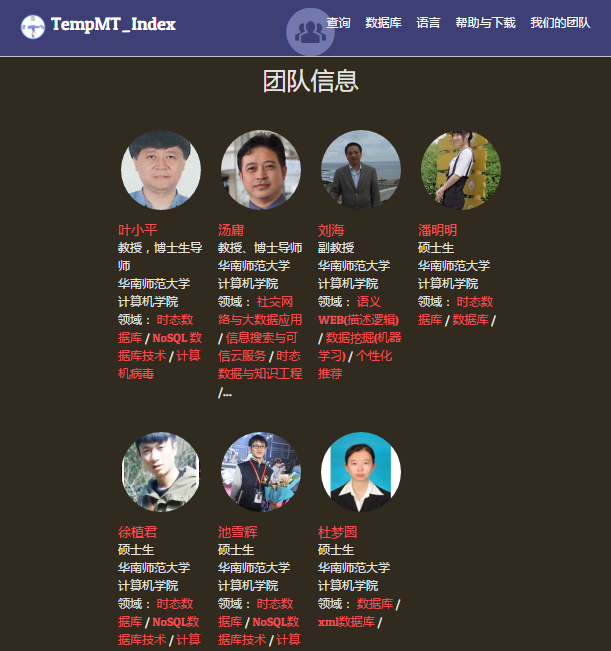 TempMT_Index
查询 数据库 语言 帮助与下载 我们的团队
团队信息
叶小平
教授，博士生导
师
华南师范大学
计算机学院
领域： 时态数
据库 / NoSQL 数
据库技术 / 计算
机病毒
汤庸
教授、博士导师
华南师范大学
计算机学院
领域： 社交网
络与大数据应用
/ 信息搜索与可
信云服务 / 时态
数据与知识工程
/...
刘海
副教授
华南师范大学
计算机学院
领域： 语义
WEB(描述逻辑)
/ 数据挖掘(机器
学习) / 个性化
推荐
潘明明
硕士生
华南师范大学
计算机学院
领域： 时态数
据库 / 数据库 /
徐植君
硕士生
华南师范大学
计算机学院
领域： 时态数
据库 / NoSQL数
据库技术 / 计算
池雪辉
硕士生
华南师范大学
计算机学院
领域： 时态数
据库 / NoSQL数
据库技术 / 计算
杜梦圆
硕士生
华南师范大学
计算机学院
领域： 数据库 /
xml数据库 /